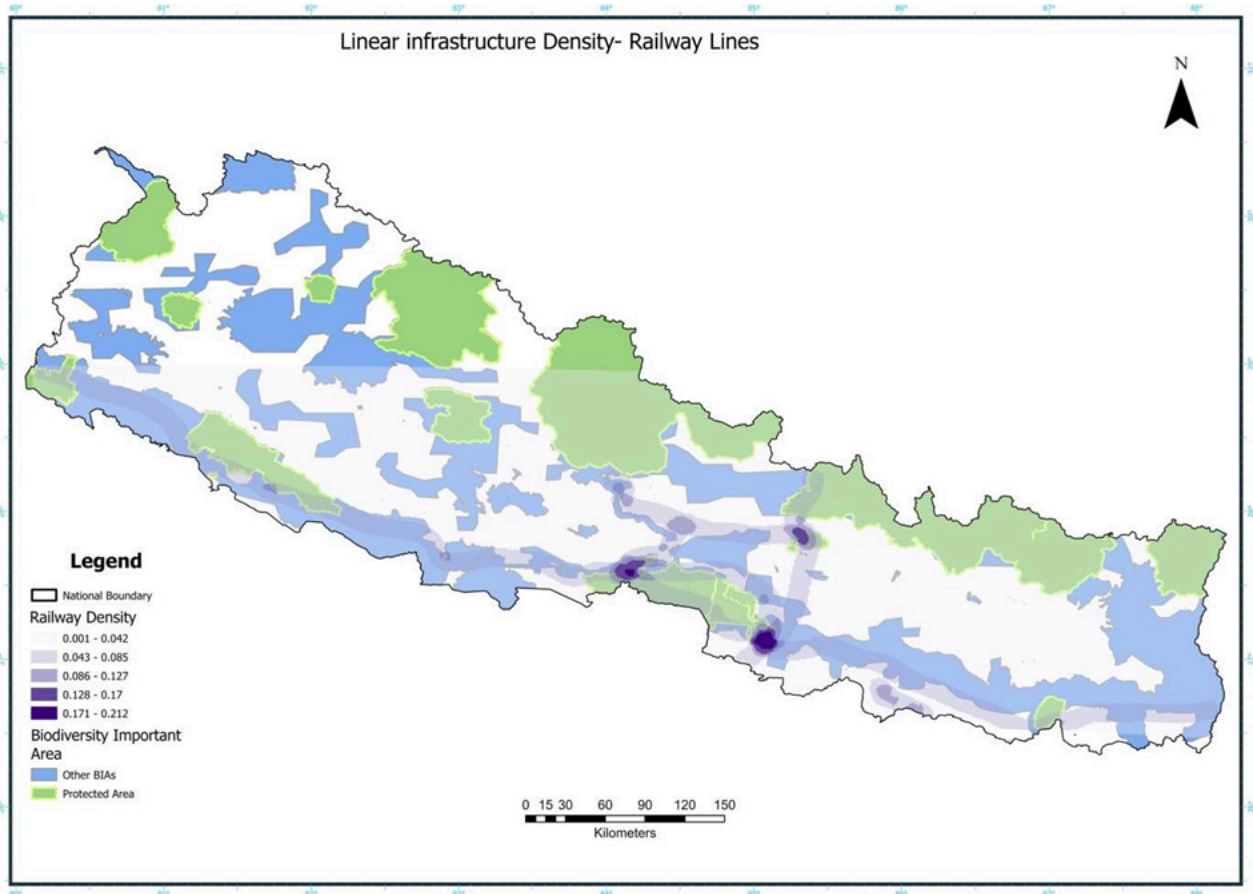 Linear infrastructure Density- Railway Lines
N
Legend
National Boundary
Railway Density
0.001 - 0.042
0.043 - 0.085
0.086 - 0.127
0.128 - 0.17
0.171 - 0.212
Biodiversity Important
Area
Other BIAs
Protected Area
0 15 30 60 90 120 150
Kilometers